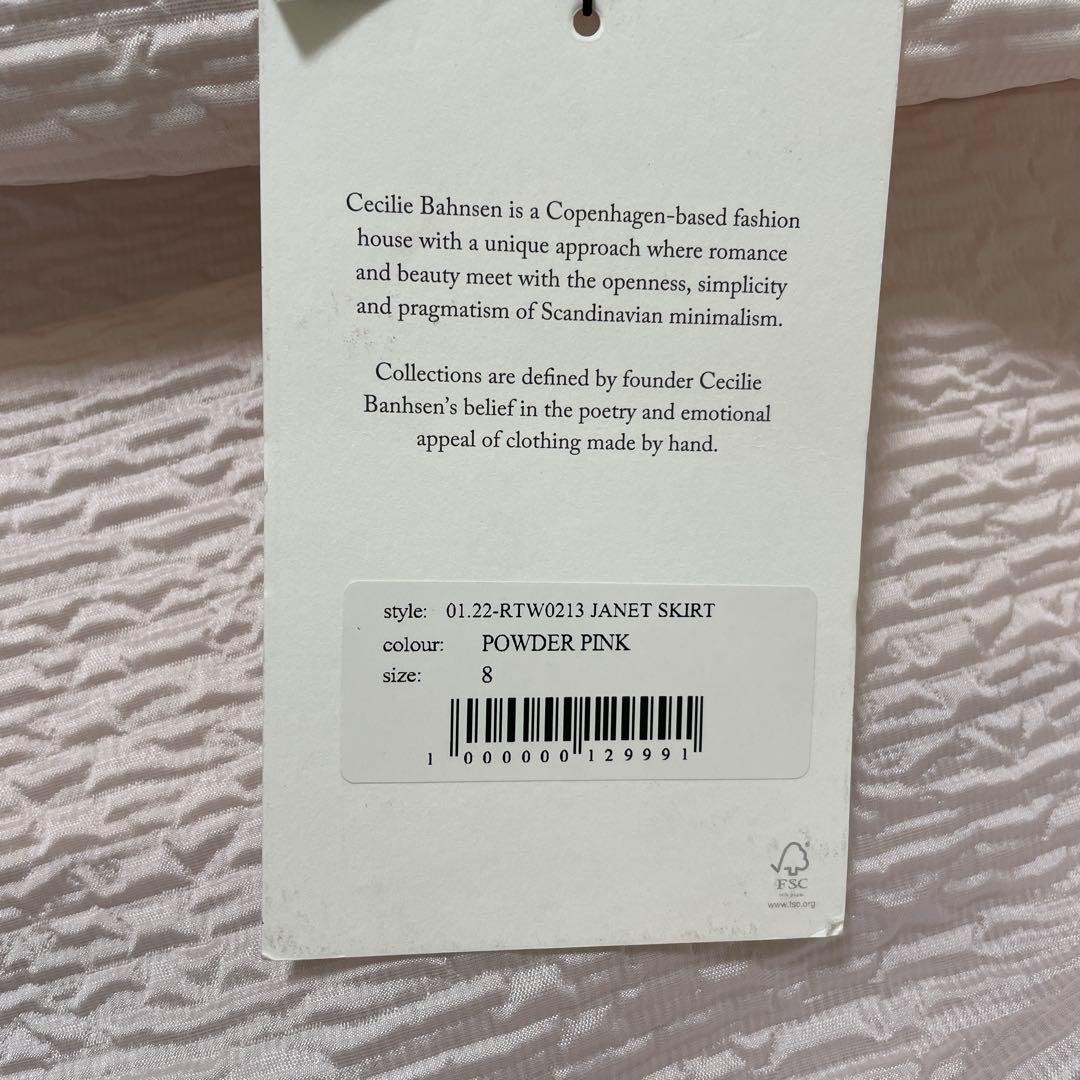 Cecilie Bahnsen is a Copenhagen-based fashion
house with a unique approach where romance
and beauty meet with the openness, simplicity
and pragmatism of Scandinavian minimalism.
Collections are defined by founder Cecilie
Banhsen's belief in the poetry and emotional
appeal of clothing made by hand.
style: 01.22-RTW0213 JANET SKIRT
colour: POWDER PINK
size: 8
1 000000 129991
FSC
www.fsc.org